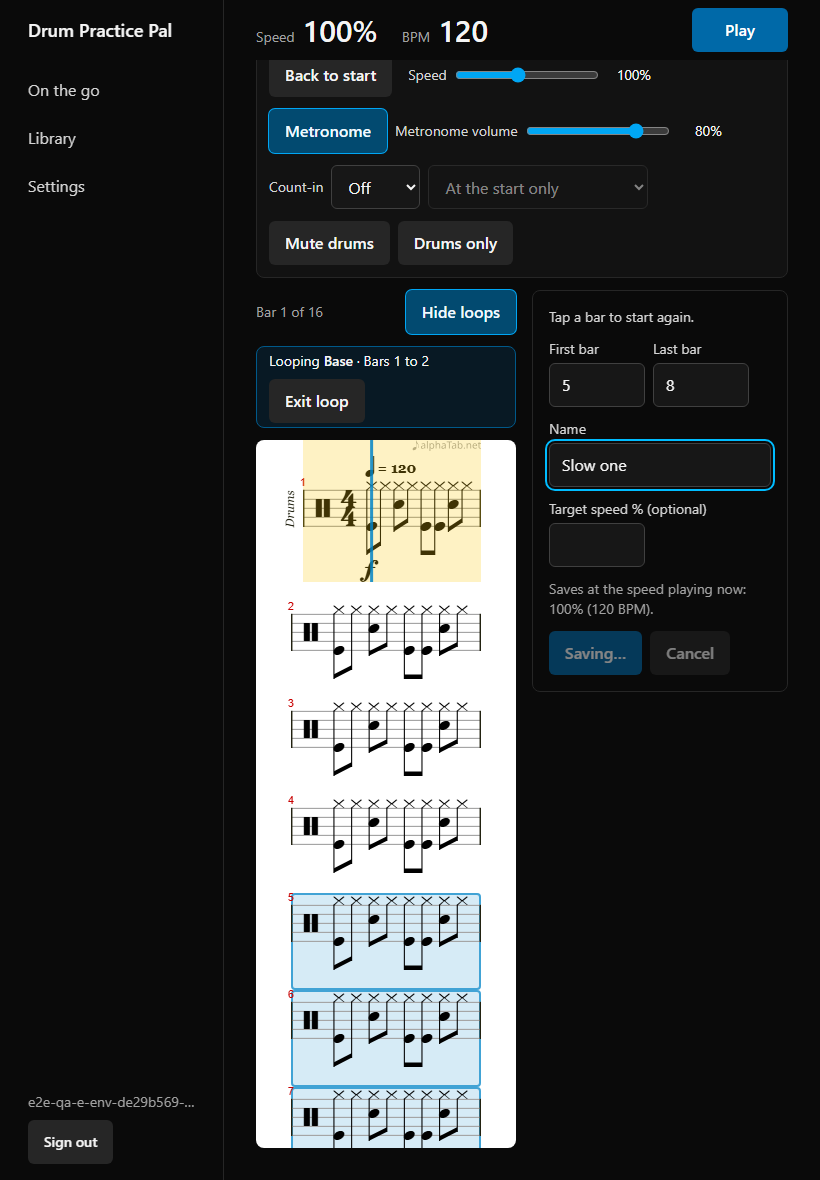 Drum Practice Pal
On the go
Library
Settings
e2e-qa-e-env-de29b569-...
Sign out
Speed 100% BPM 120
Play
Back to start Speed 100%
Metronome Metronome volume 80%
Count-in Off At the start only
Mute drums Drums only
Bar 1 of 16
Hide loops
Looping Base · Bars 1 to 2
Exit loop
alphaTab.net
= 120
1
Drums
4
4
f
2
3
4
5
6
7
Tap a bar to start again.
First bar Last bar
5 8
Name
Slow one
Target speed % (optional)
Saves at the speed playing now:
100% (120 BPM).
Saving... Cancel